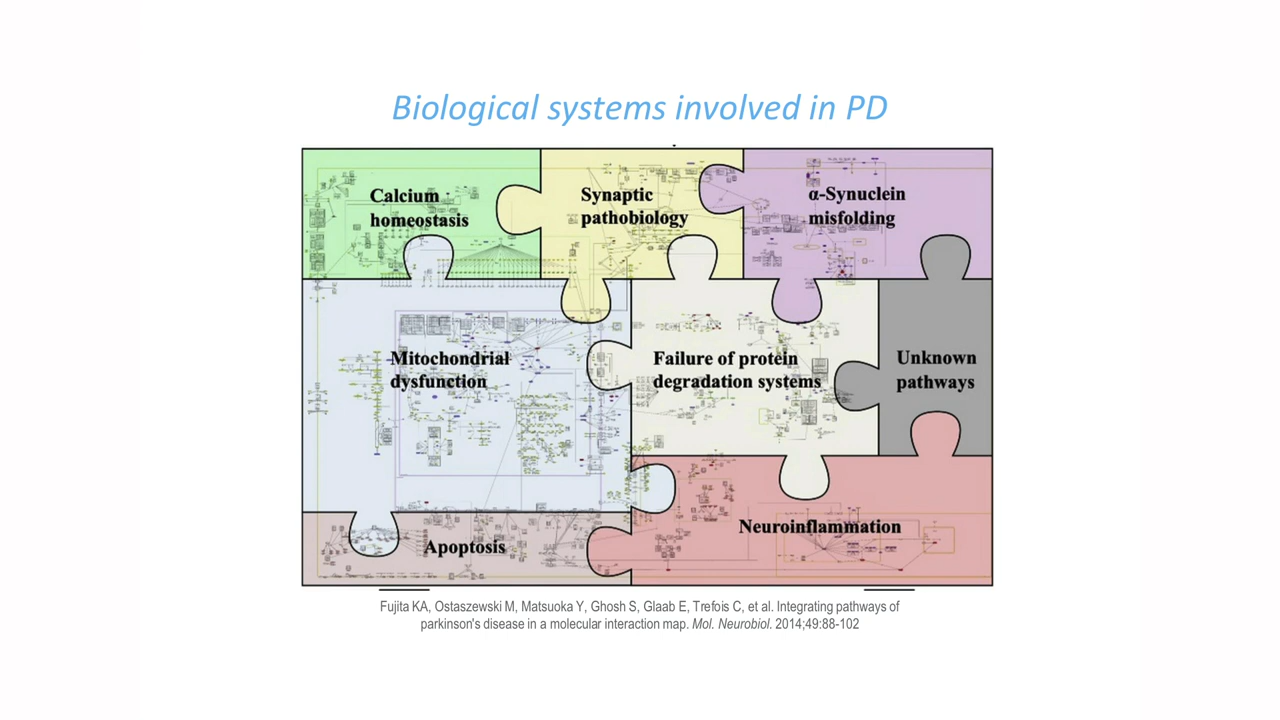 Biological systems involved in PD
Calcium
homeostasis
Synaptic
pathobiology
α-Synuclein
misfolding
Mitochondrial
dysfunction
Failure of protein
degradation systems
Unknown
pathways
Apoptosis
Neuroinflammation
Fujita KA, Ostaszewski M, Matsuoka Y, Ghosh S, Glaab E, Trefois C, et al. Integrating pathways of
parkinson's disease in a molecular interaction map. Mol. Neurobiol. 2014;49:88-102